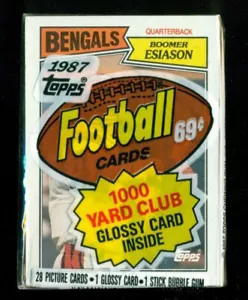 QUARTERBACK
BENGALS
BOOMER
ESIASON
1987
TOPPS
Football
CARDS
69¢
1000
YARD CLUB
GLOSSY CARD
INSIDE
TOPPS
28 PICTURE CARDS • 1 GLOSSY CARD • 1 STICK BUBBLE GUM